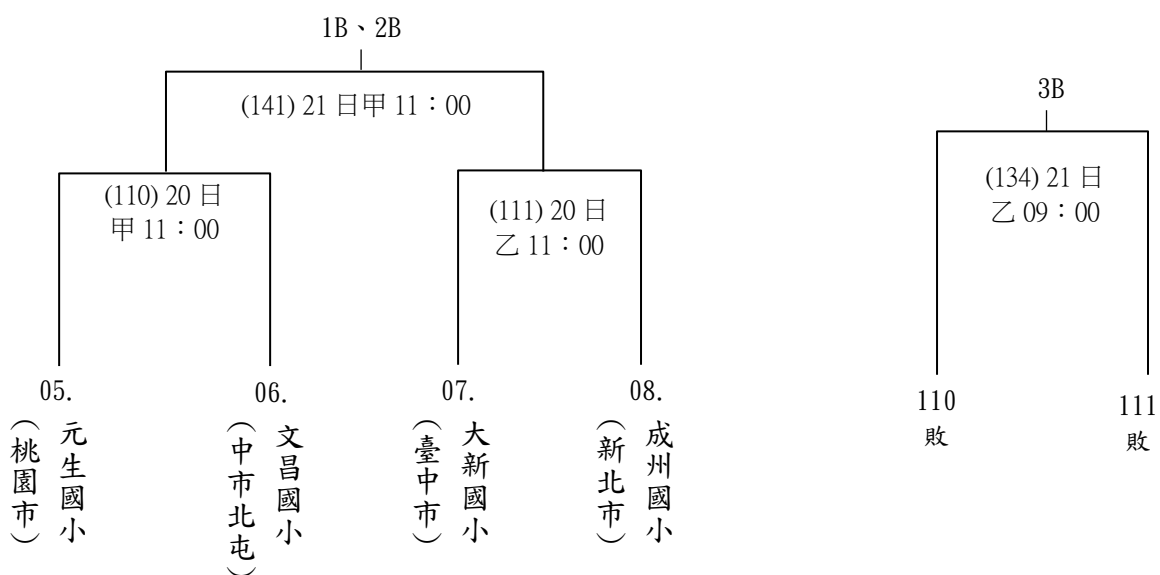 1B、2B
(141) 21 日甲 11：00
(110) 20 日
甲 11：00
(111) 20 日
乙 11：00
05.
元生國小
（桃園市）
06.
文昌國小
（中市北屯）
07.
大新國小
（臺中市）
08.
成州國小
（新北市）
3B
(134) 21 日
乙 09：00
110
敗
111
敗